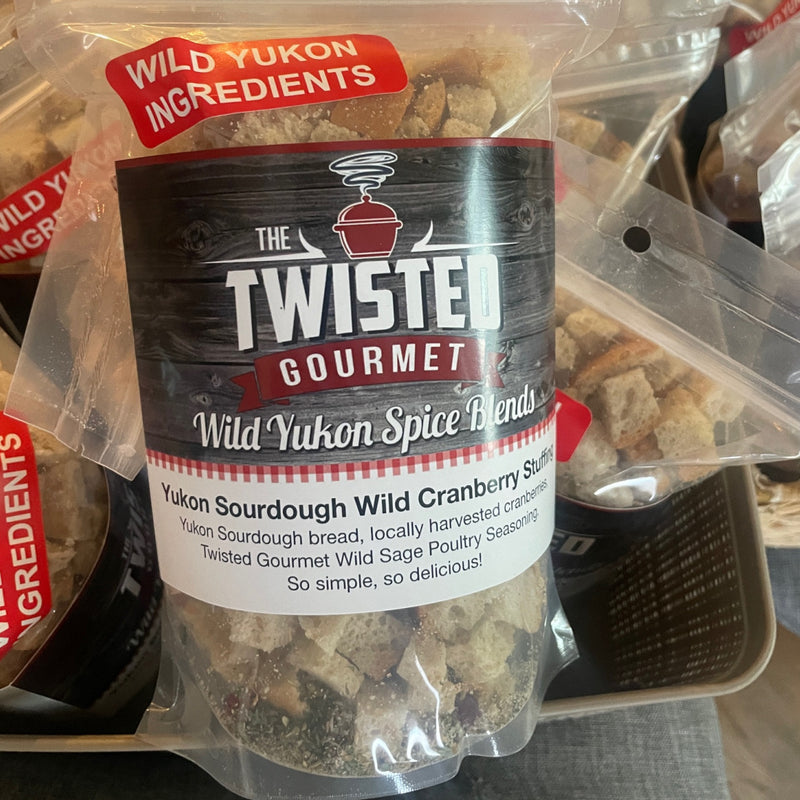 WILD YUKON
INGREDIENTS
THE
TWISTED
GOURMET
Wild Yukon Spice Blends
Yukon Sourdough Wild Cranberry Stuffing
Yukon Sourdough bread, locally harvested cranberries,
Twisted Gourmet Wild Sage Poultry Seasoning.
So simple, so delicious!
WILD YUKON
INGR
INGREDIENTS